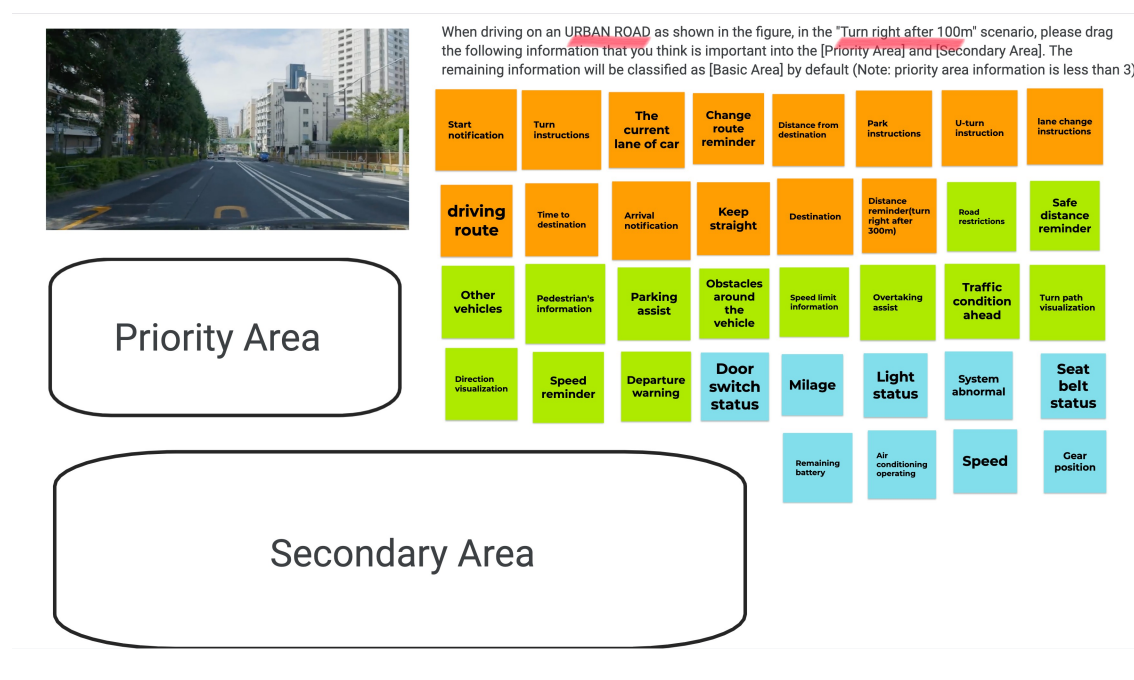 When driving on an URBAN ROAD as shown in the figure, in the "Turn right after 100m" scenario, please drag
the following information that you think is important into the [Priority Area] and [Secondary Area]. The
remaining information will be classified as [Basic Area] by default (Note: priority area information is less than 3)
Start
notification
Turn
instructions
The
current
lane of car
Change
route
reminder
Distance from
destination
Park
instructions
U-turn
instruction
lane change
instructions
driving
route
Time to
destination
Arrival
notification
Keep
straight
Destination
Distance
reminder(turn
right after
300m)
Road
restrictions
Safe
distance
reminder
Other
vehicles
Pedestrian's
information
Parking
assist
Obstacles
around
the
vehicle
Speed limit
information
Overtaking
assist
Traffic
condition
ahead
Turn path
visualization
Direction
visualization
Speed
reminder
Departure
warning
Door
switch
status
Milage
Light
status
System
abnormal
Seat
belt
status
Remaining
battery
Air
conditioning
operating
Speed
Gear
position
Priority Area
Secondary Area